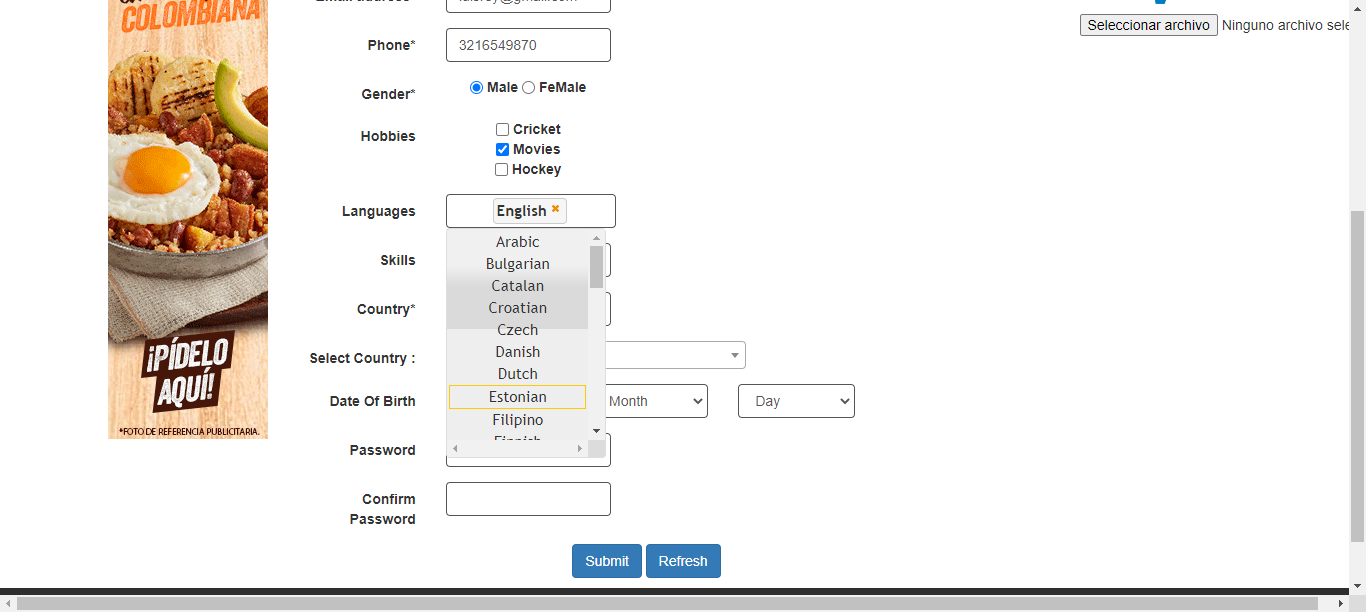 COLOMBIANA
¡PÍDELO
AQUÍ!
*FOTO DE REFERENCIA PUBLICITARIA.
Seleccionar archivo Ninguno archivo sele
Phone* 3216549870
Gender* Male FeMale
Hobbies Cricket
Movies
Hockey
Languages English ×
Arabic
Bulgarian
Skills
Catalan
Croatian
Country*
Czech
Danish
Select Country :
Dutch
Estonian
Date Of Birth Month Day
Filipino
Finnish
Password
Confirm
Password
Submit Refresh